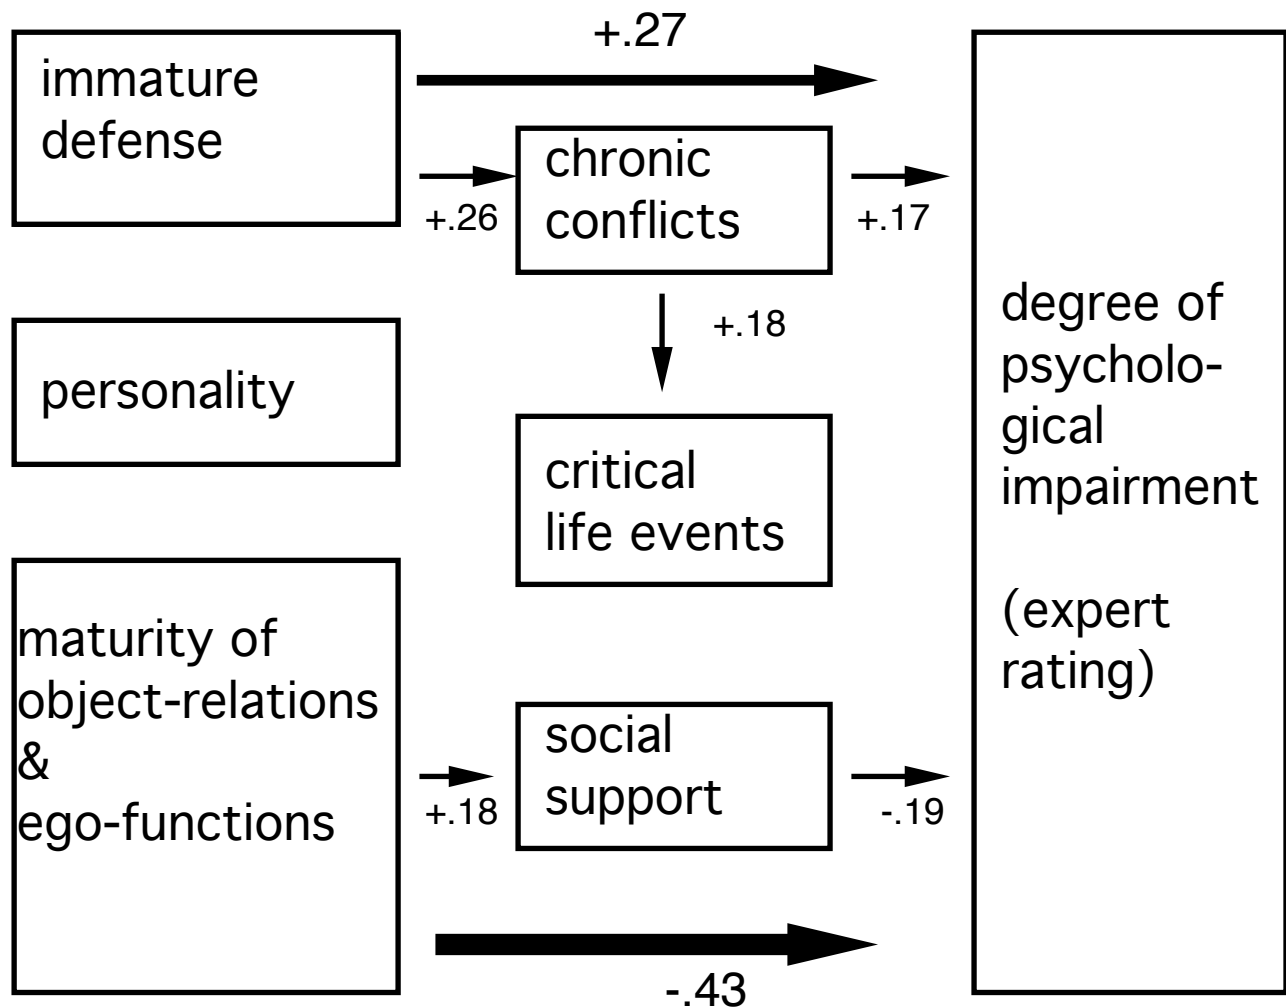 +.27
immature
defense
chronic
conflicts
+.26
+.17
+.18
personality
critical
life events
degree of
psycholo-
gical
impairment
(expert
rating)
maturity of
object-relations
&
ego-functions
social
support
+.18
-.19
-.43